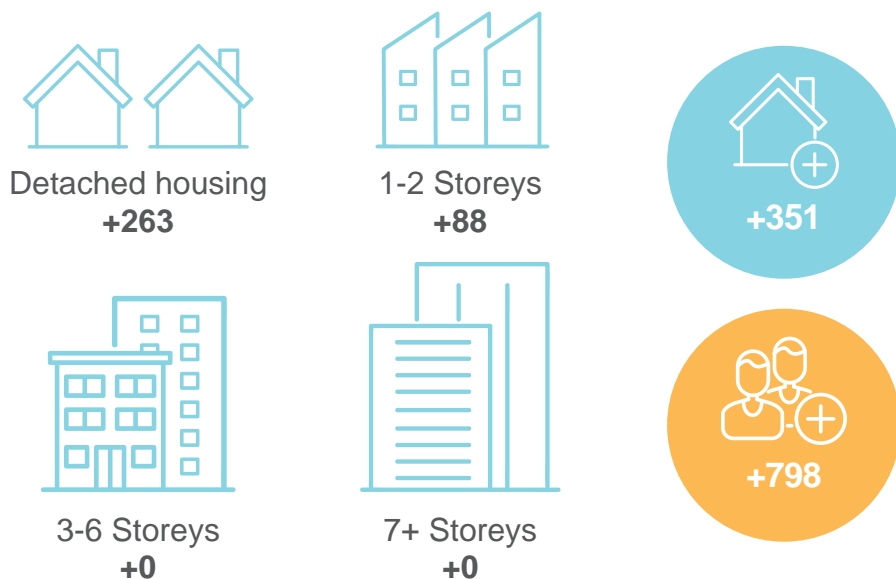 Detached housing
+263
1-2 Storeys
+88
+351
3-6 Storeys
+0
7+ Storeys
+0
+798